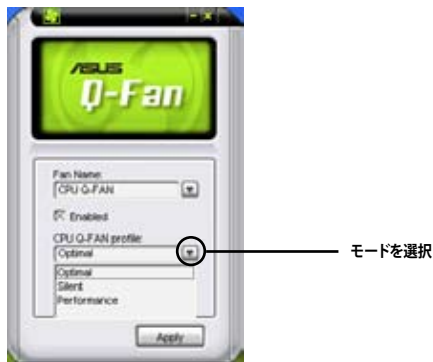 ASUS
Q-Fan
Fan Name:
CPU Q-FAN
Enabled
CPU Q-FAN profile:
Optimal
モードを選択
Optimal
Silent
Performance
Apply